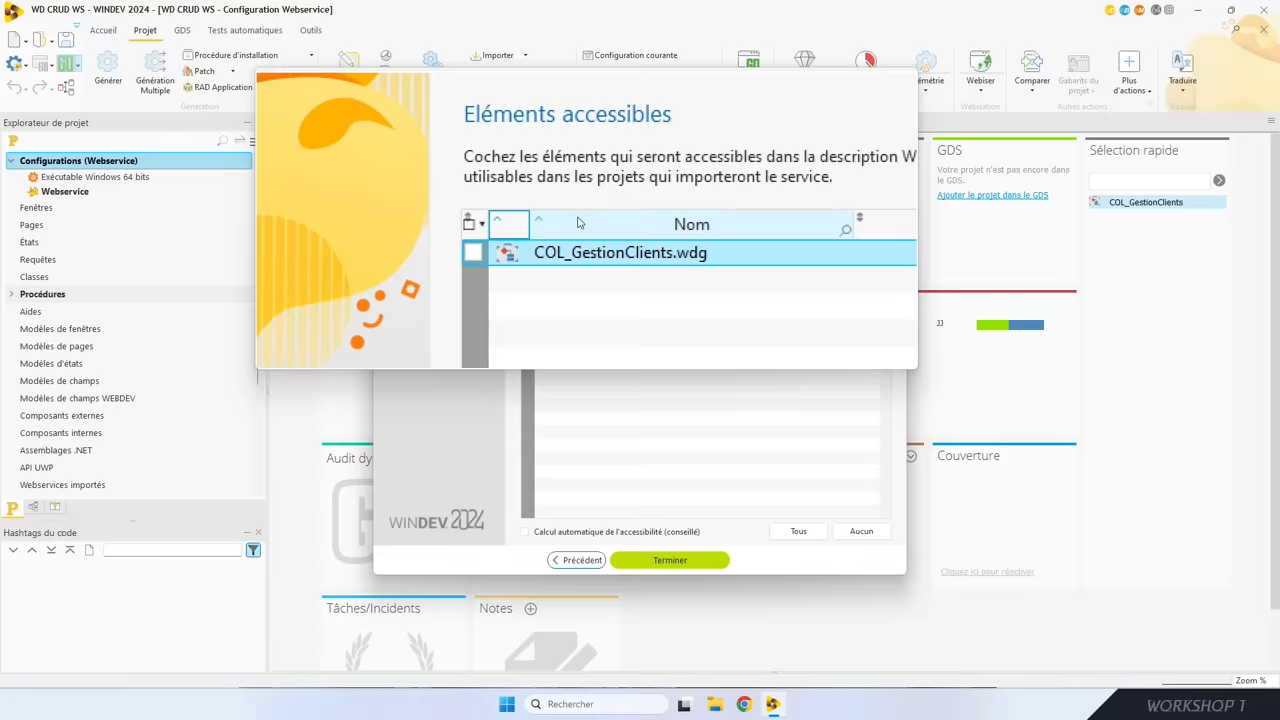 WD CRUD WS - WINDEV 2024 - [WD CRUD WS - Configuration Webservice]
Accueil
Projet
GDS
Tests automatiques
Outils
Générer
Génération
Multiple
Procédure d'installation
Patch
RAD Application
Génération
Importer
Configuration courante
Webiser
Webisation
Comparer
Gabarits du
projet
Plus
d'actions
Autres actions
Traduire
Explorateur de projet
Configurations (Webservice)
Exécutable Windows 64 bits
Webservice
Fenêtres
Pages
États
Requêtes
Classes
Procédures
Aides
Modèles de fenêtres
Modèles de pages
Modèles d'états
Modèles de champs
Modèles de champs WEBDEV
Composants externes
Composants internes
Assemblages .NET
API UWP
Webservices importés
Hashtags du code
Eléments accessibles
Cochez les éléments qui seront accessibles dans la description W
utilisables dans les projets qui importeront le service.
Nom
COL_GestionClients.wdg
WINDEV 2024
Calcul automatique de l'accessibilité (conseillé)
Tous
Aucun
Précédent
Terminer
Audit dy
Tâches/Incidents
Notes
GDS
Votre projet n'est pas encore dans
le GDS.
Ajouter le projet dans le GDS
JJ
Couverture
Cliquez ici pour réactiver
Sélection rapide
COL_GestionClients
Zoom %
Rechercher
WORKSHOP 1